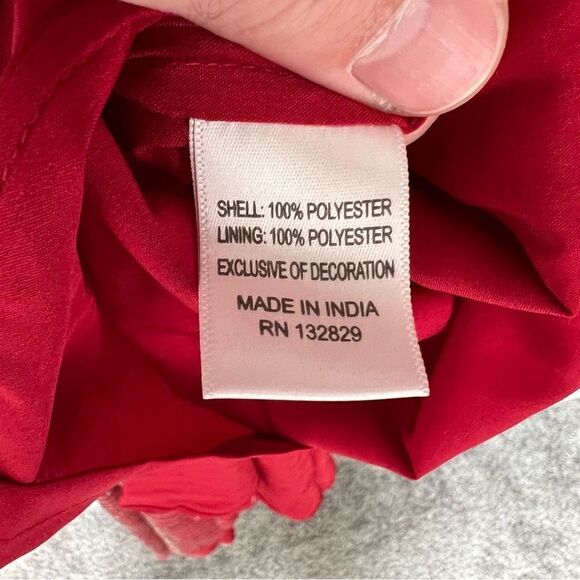 SHELL: 100% POLYESTER
LINING: 100% POLYESTER
EXCLUSIVE OF DECORATION
MADE IN INDIA
RN 132829